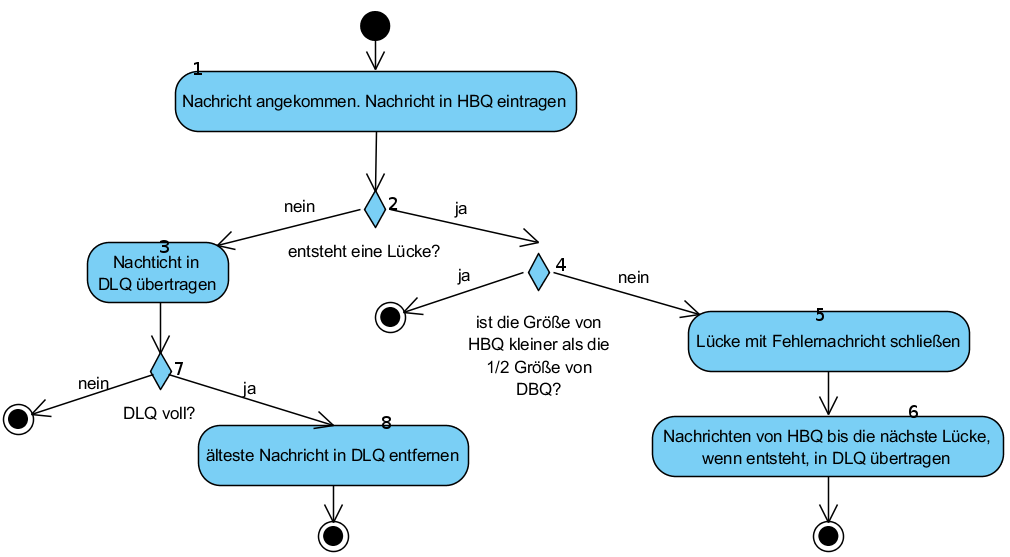 1
Nachricht angekommen. Nachricht in HBQ eintragen
2
nein
ja
entsteht eine Lücke?
3
Nachticht in
DLQ übertragen
4
ja
nein
ist die Größe von
HBQ kleiner als die
1/2 Größe von
DBQ?
5
Lücke mit Fehlernachricht schließen
7
nein
ja
DLQ voll?
8
älteste Nachricht in DLQ entfernen
6
Nachrichten von HBQ bis die nächste Lücke,
wenn entsteht, in DLQ übertragen